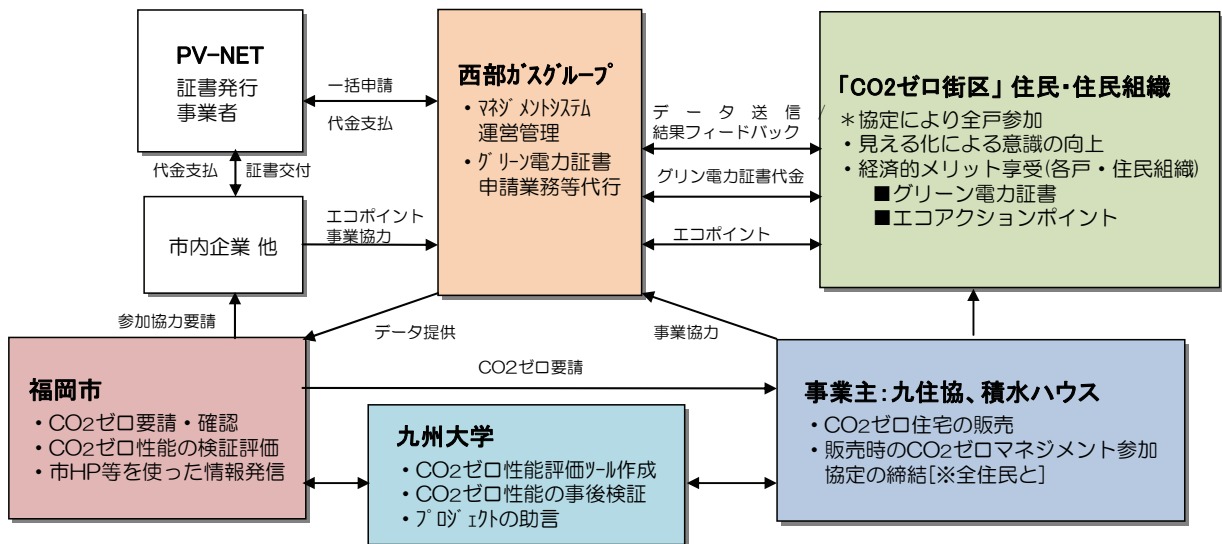 PV-NET
証書発行
事業者
一括申請
代金支払
代金支払
証書交付
市内企業 他
エコポイント
事業協力
参加協力要請
西部ｶﾞｽｸﾞﾙｰﾌﾟ
・ﾏﾈｼﾞﾒﾝﾄｼｽﾃﾑ
運営管理
・ｸﾞﾘｰﾝ電力証書
申請業務等代行
データ送信/
結果フィードバック
グリン電力証書代金
エコポイント
「CO2ゼロ街区」住民・住民組織
＊協定により全戸参加
・見える化による意識の向上
・経済的メリット享受(各戸・住民組織)
■グリーン電力証書
■エコアクションポイント
データ提供
事業協力
CO2ゼロ要請
福岡市
・CO2ゼロ要請・確認
・CO2ゼロ性能の検証評価
・市HP等を使った情報発信
九州大学
・CO2ゼロ性能評価ﾂｰﾙ作成
・CO2ゼロ性能の事後検証
・ﾌﾟﾛｼﾞｪｸﾄの助言
事業主：九住協、積水ハウス
・CO2ゼロ住宅の販売
・販売時のCO2ゼロマネジメント参加
協定の締結[※全住民と]